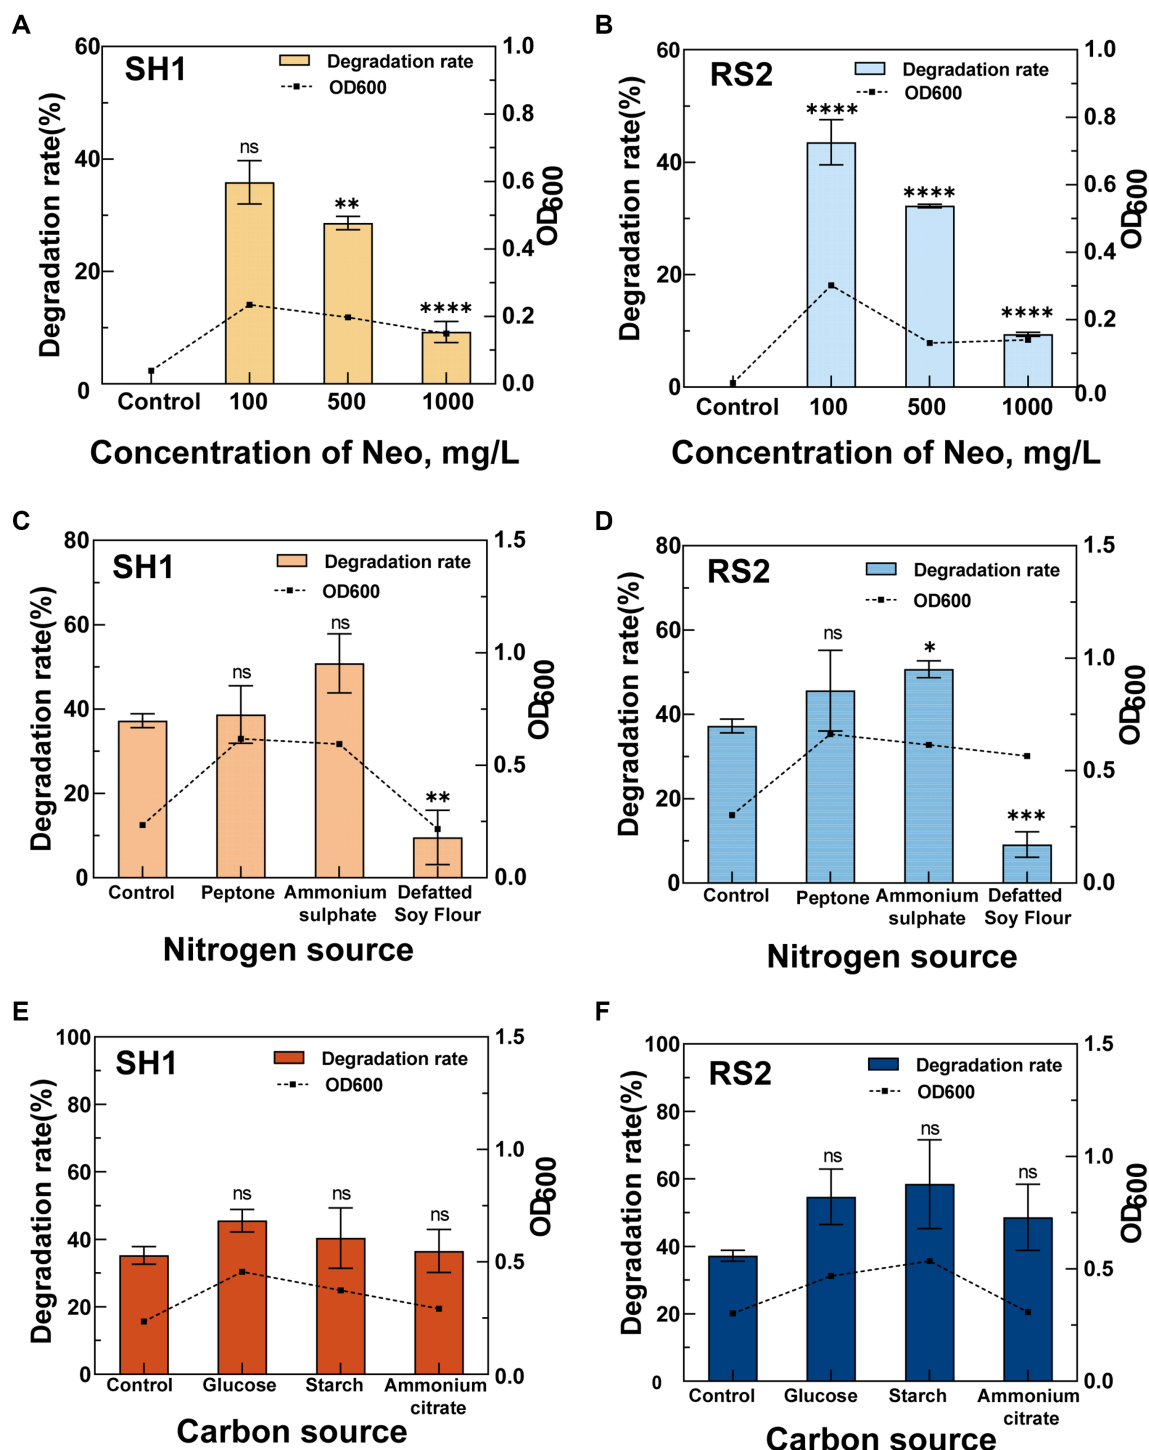 A
SH1
Degradation rate
OD600
60
40
20
0
1.0
0.8
0.6
0.4
0.2
0.0
ns
**
****
Degradation rate(%)
OD600
Control 100 500 1000
Concentration of Neo, mg/L
B
RS2
Degradation rate
OD600
60
40
20
0
1.0
0.8
0.6
0.4
0.2
0.0
****
****
****
Degradation rate(%)
OD600
Control 100 500 1000
Concentration of Neo, mg/L
C
SH1
Degradation rate
OD600
80
60
40
20
0
1.5
1.0
0.5
0.0
ns
ns
**
Degradation rate(%)
OD600
Control Peptone Ammonium Defatted
sulphate Soy Flour
Nitrogen source
D
RS2
Degradation rate
OD600
80
60
40
20
0
1.5
1.0
0.5
0.0
ns
*
***
Degradation rate(%)
OD600
Control Peptone Ammonium Defatted
sulphate Soy Flour
Nitrogen source
E
SH1
Degradation rate
OD600
100
80
60
40
20
0
1.5
1.0
0.5
0.0
ns
ns
ns
Degradation rate(%)
OD600
Control Glucose Starch Ammonium
citrate
Carbon source
F
RS2
Degradation rate
OD600
100
80
60
40
20
0
1.5
1.0
0.5
0.0
ns
ns
ns
Degradation rate(%)
OD600
Control Glucose Starch Ammonium
citrate
Carbon source